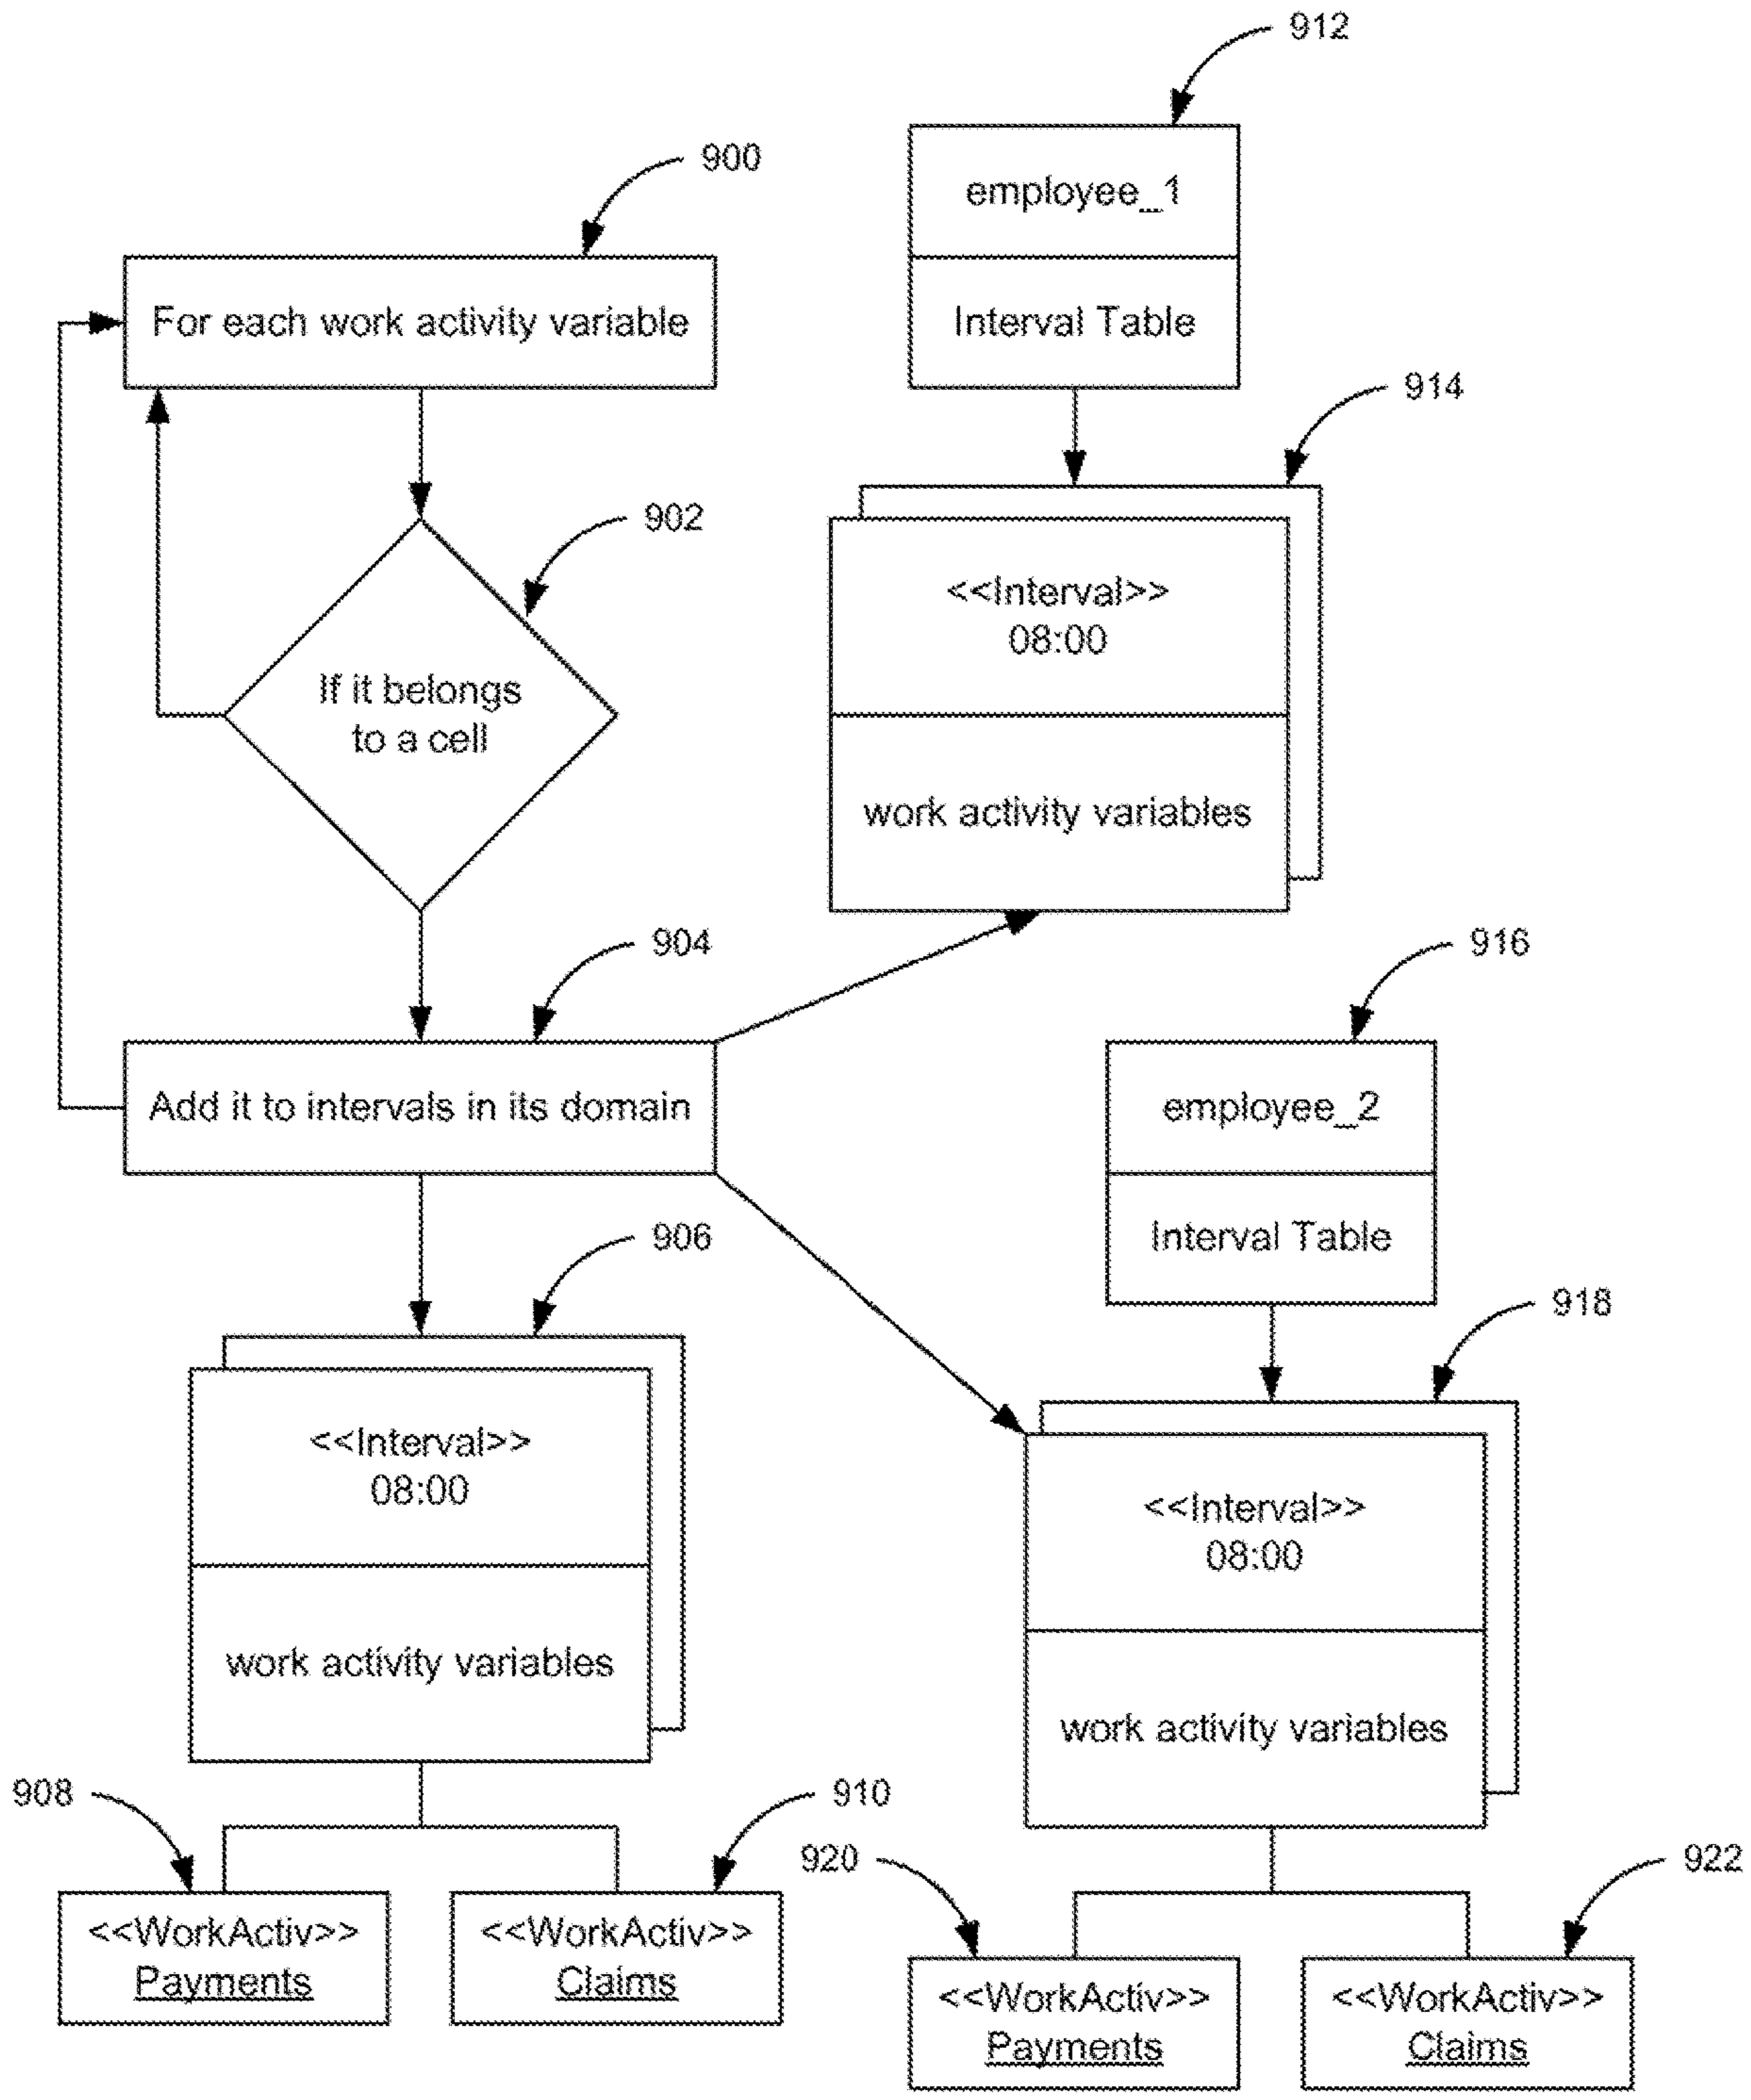 912
900
employee_1
For each work activity variable
Interval Table
914
902
<<Interval>>
08:00
If it belongs
to a cell
work activity variables
904
916
Add it to intervals in its domain
employee_2
906
Interval Table
918
<<Interval>>
08:00
<<Interval>>
08:00
work activity variables
work activity variables
908
910
920
922
<<WorkActiv>>
Payments
<<WorkActiv>>
Claims
<<WorkActiv>>
Payments
<<WorkActiv>>
Claims